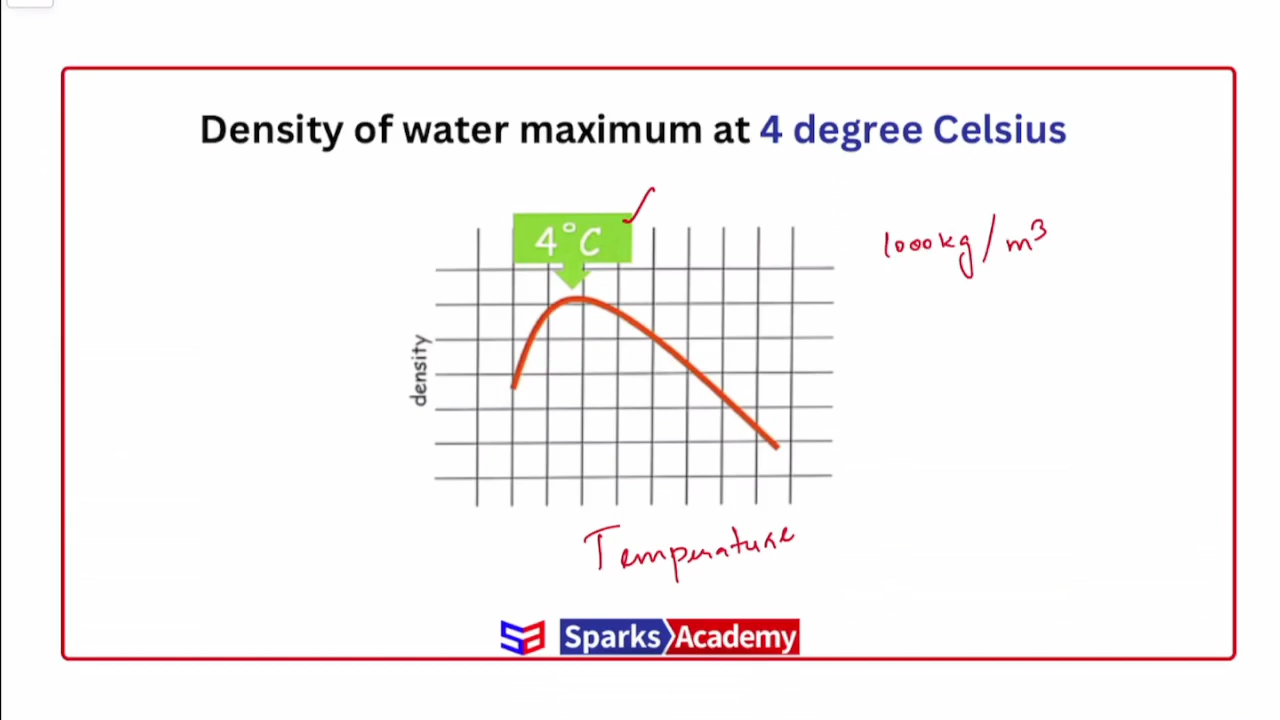 Density of water maximum at 4 degree Celsius
4°C
1000kg/m³
density
Temperature
Sparks Academy